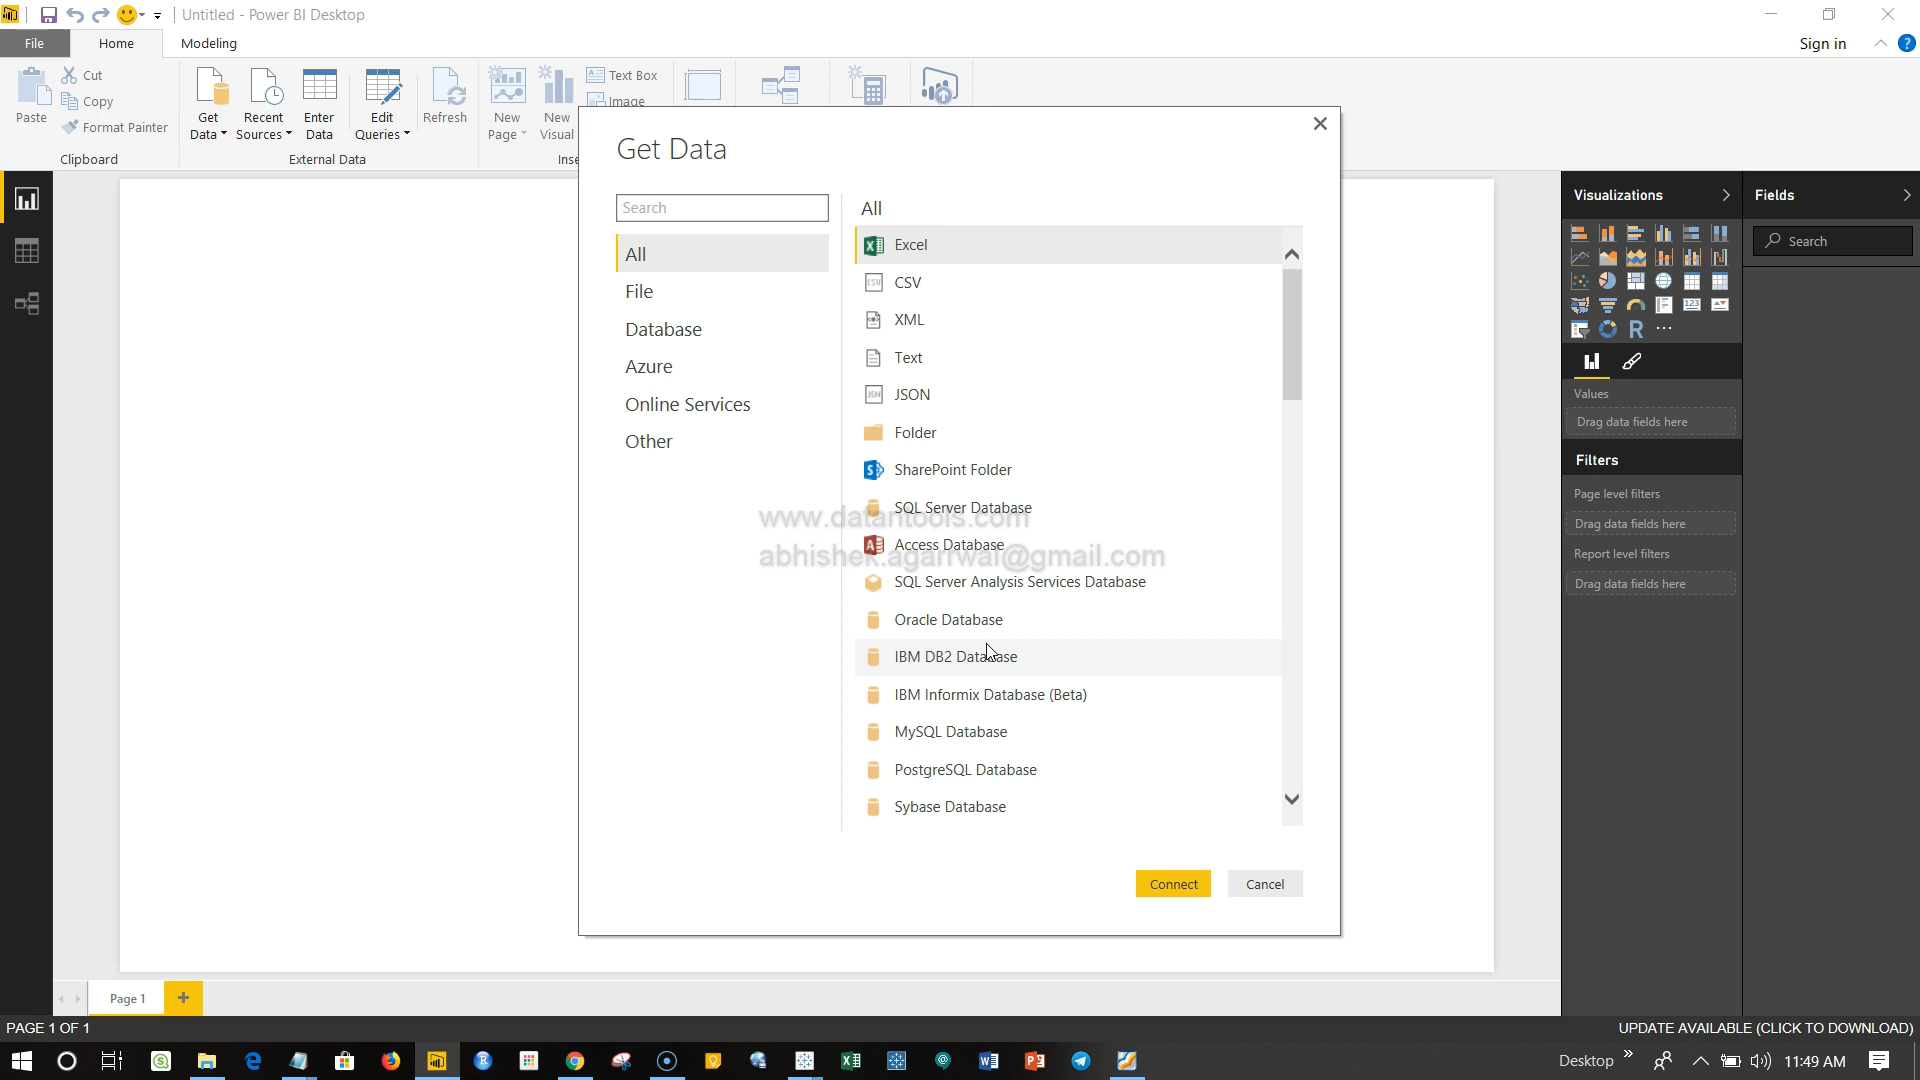 Untitled - Power BI Desktop
File Home Modeling Sign in
Paste
Cut
Copy
Format Painter
Clipboard
Get Data
Recent Sources
Enter Data
Edit Queries
Refresh
External Data
New Page
New Visual
Text Box
Image
Inse
Get Data
Search
All
File
Database
Azure
Online Services
Other
All
Excel
CSV
XML
Text
JSON
Folder
SharePoint Folder
SQL Server Database
Access Database
SQL Server Analysis Services Database
Oracle Database
IBM DB2 Database
IBM Informix Database (Beta)
MySQL Database
PostgreSQL Database
Sybase Database
Connect Cancel
www.datantools.com
abhishek.agarrwal@gmail.com
Visualizations
Values
Drag data fields here
Filters
Page level filters
Drag data fields here
Report level filters
Drag data fields here
Fields
Search
Page 1
PAGE 1 OF 1
UPDATE AVAILABLE (CLICK TO DOWNLOAD)
Desktop
11:49 AM